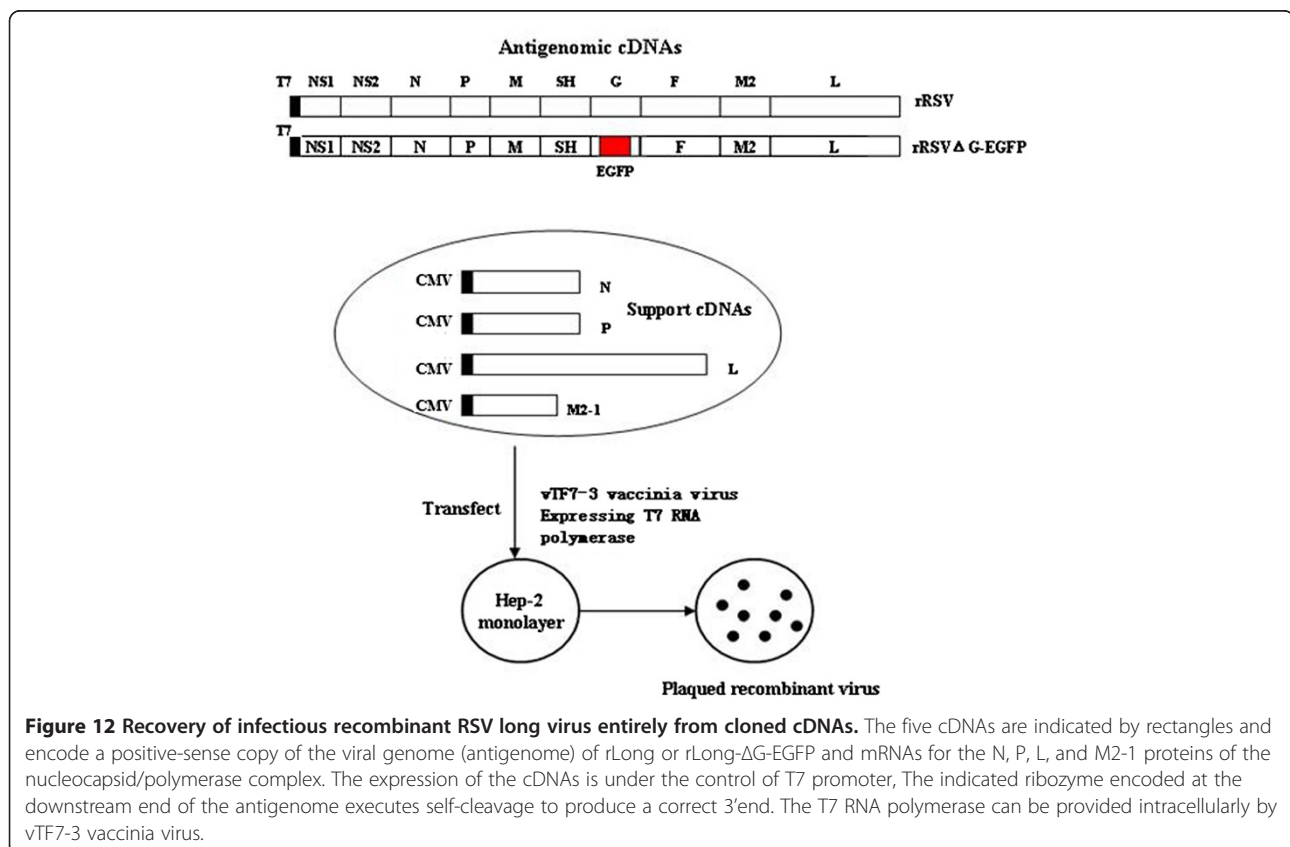 Antigenomic cDNAs
T7 NS1 NS2 N P M SH G F M2 L
rRSV
T7
NS1 NS2 N P M SH F M2 L rRSV Δ G-EGFP
EGFP
CMV N
Support cDNAs
CMV P
CMV L
CMV M2-1
Transfect
vTF7-3 vaccinia virus
Expressing T7 RNA
polymerase
Hep-2
monolayer
Plaqued recombinant virus
Figure 12 Recovery of infectious recombinant RSV long virus entirely from cloned cDNAs. The five cDNAs are indicated by rectangles and
encode a positive-sense copy of the viral genome (antigenome) of rLong or rLong-ΔG-EGFP and mRNAs for the N, P, L, and M2-1 proteins of the
nucleocapsid/polymerase complex. The expression of the cDNAs is under the control of T7 promoter, The indicated ribozyme encoded at the
downstream end of the antigenome executes self-cleavage to produce a correct 3'end. The T7 RNA polymerase can be provided intracellularly by
vTF7-3 vaccinia virus.